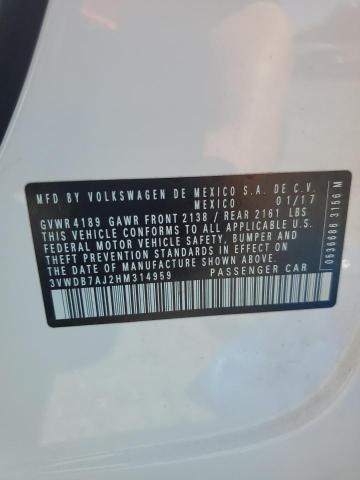 MFD BY VOLKSWAGEN DE MEXICO S.A. DE C.V.
MEXICO 01/17
GVWR 4189 GAWR FRONT 2138 / REAR 2161 LBS
THIS VEHICLE CONFORMS TO ALL APPLICABLE
FEDERAL MOTOR VEHICLE SAFETY, BUMPER AND
THEFT PREVENTION STANDARDS IN EFFECT
ON THE DATE OF MANUFACTURE SHOWN ABOVE.
3VWDB7AJ2HM314959 PASSENGER CAR
0636686 3156 M